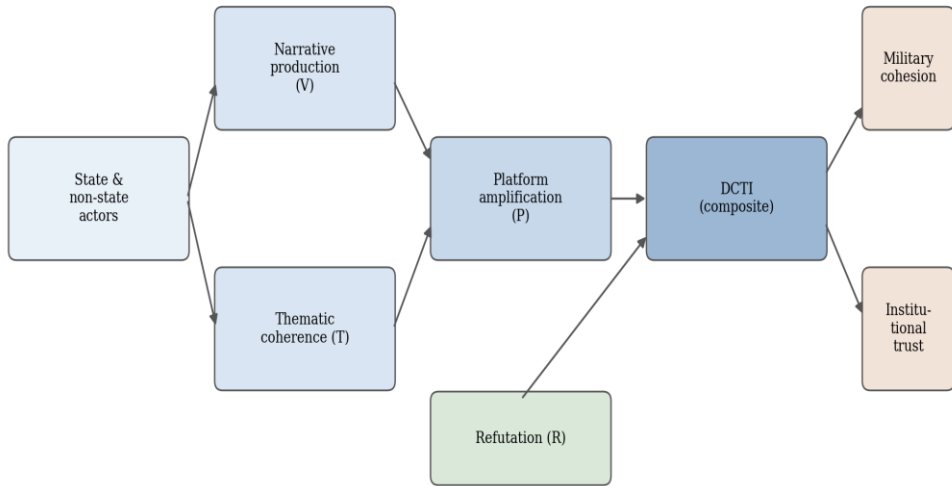 State &
non-state
actors
Narrative
production
(V)
Thematic
coherence (T)
Platform
amplification
(P)
Refutation (R)
DCTI
(composite)
Military
cohesion
Institu-
tional
trust